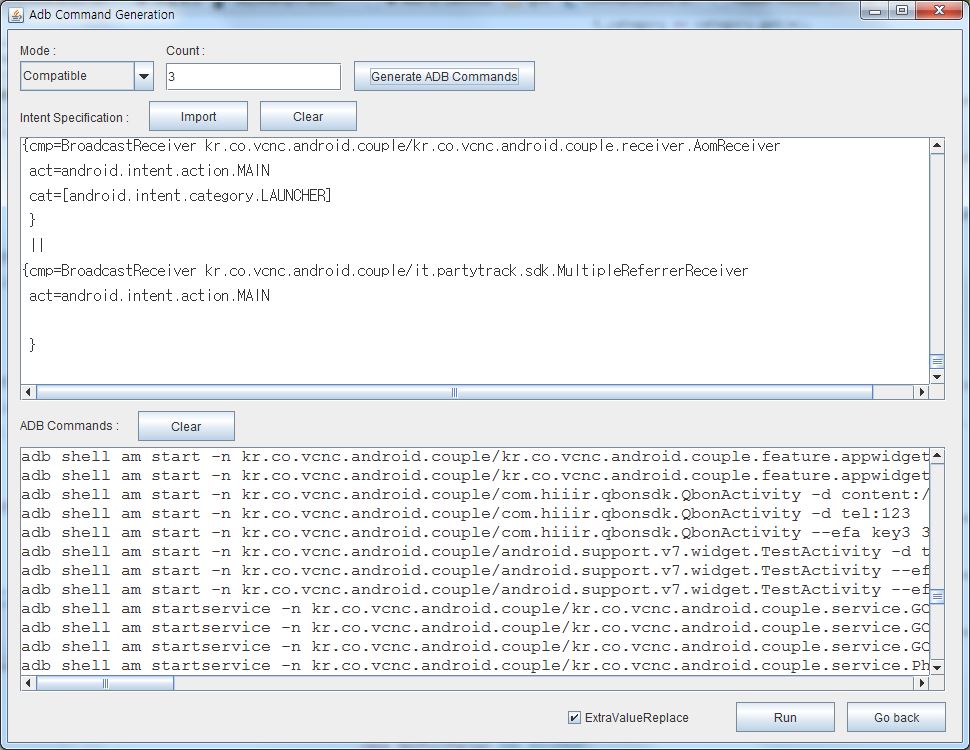 Adb Command Generation
Mode :
Count :
Compatible
3
Generate ADB Commands
Intent Specification :
Import
Clear
{cmp=BroadcastReceiver kr.co.vcnc.android.couple/kr.co.vcnc.android.couple.receiver.AomReceiver
act=android.intent.action.MAIN
cat=[android.intent.category.LAUNCHER]
}
||
{cmp=BroadcastReceiver kr.co.vcnc.android.couple/it.partytrack.sdk.MultipleReferrerReceiver
act=android.intent.action.MAIN
}
ADB Commands :
Clear
adb shell am start -n kr.co.vcnc.android.couple/kr.co.vcnc.android.couple.feature.appwidget
adb shell am start -n kr.co.vcnc.android.couple/kr.co.vcnc.android.couple.feature.appwidget
adb shell am start -n kr.co.vcnc.android.couple/com.hiiir.qbonsdk.QbonActivity -d content:/
adb shell am start -n kr.co.vcnc.android.couple/com.hiiir.qbonsdk.QbonActivity -d tel:123
adb shell am start -n kr.co.vcnc.android.couple/com.hiiir.qbonsdk.QbonActivity --efa key3 3
adb shell am start -n kr.co.vcnc.android.couple/android.support.v7.widget.TestActivity -d t
adb shell am start -n kr.co.vcnc.android.couple/android.support.v7.widget.TestActivity --ef
adb shell am start -n kr.co.vcnc.android.couple/android.support.v7.widget.TestActivity --ef
adb shell am startservice -n kr.co.vcnc.android.couple/kr.co.vcnc.android.couple.service.GC
adb shell am startservice -n kr.co.vcnc.android.couple/kr.co.vcnc.android.couple.service.GC
adb shell am startservice -n kr.co.vcnc.android.couple/kr.co.vcnc.android.couple.service.GC
adb shell am startservice -n kr.co.vcnc.android.couple/kr.co.vcnc.android.couple.service.Ph
ExtraValueReplace
Run
Go back